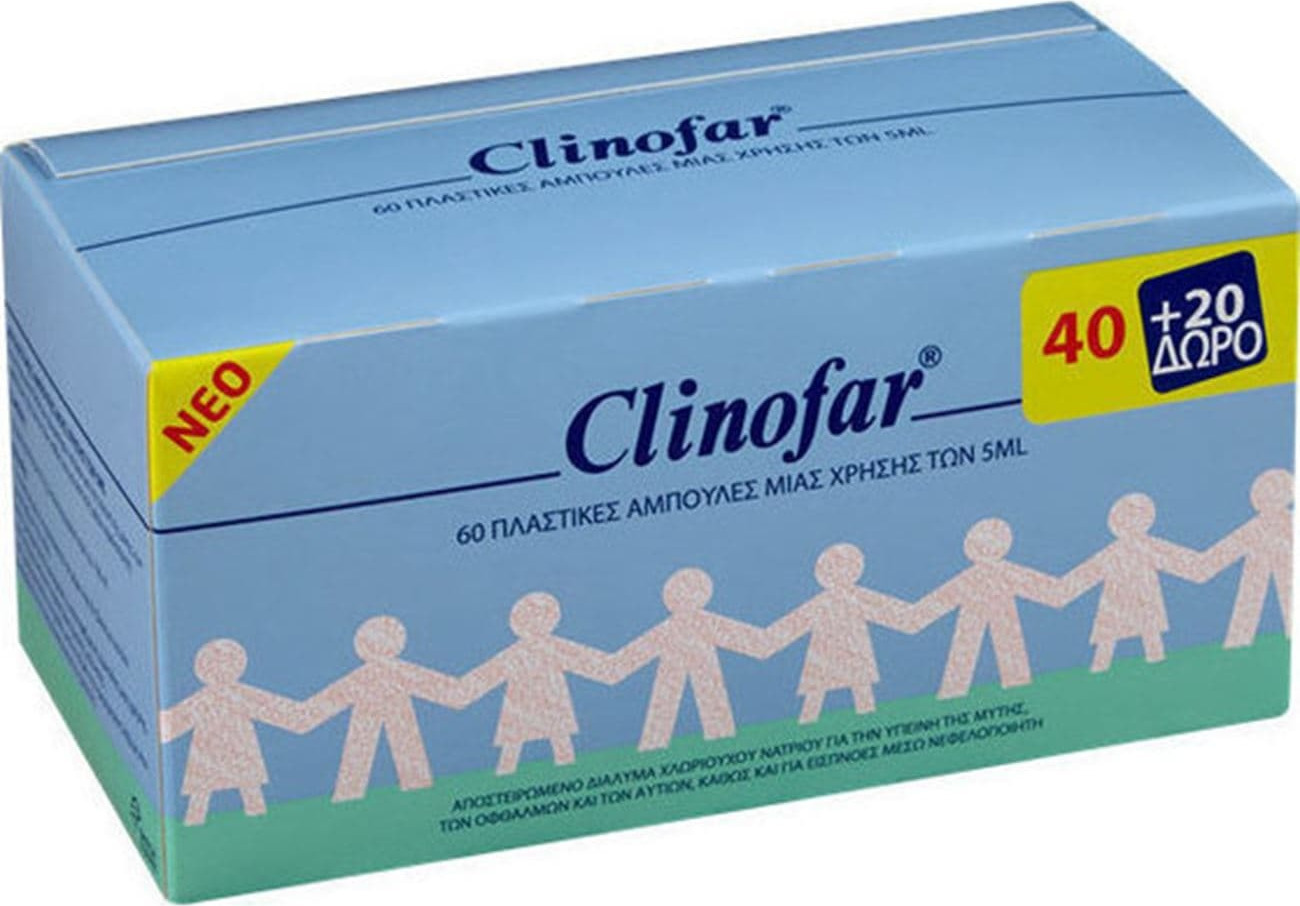 Clinofar®
60 ΠΛΑΣΤΙΚΕΣ ΑΜΠΟΥΛΕΣ ΜΙΑΣ ΧΡΗΣΗΣ ΤΩΝ 5ML
ΝΕΟ
40 +20
ΔΩΡΟ
Clinofar®
60 ΠΛΑΣΤΙΚΕΣ ΑΜΠΟΥΛΕΣ ΜΙΑΣ ΧΡΗΣΗΣ ΤΩΝ 5ML
ΑΠΟΣΤΕΙΡΩΜΕΝΟ ΔΙΑΛΥΜΑ ΧΛΩΡΙΟΥΧΟΥ ΝΑΤΡΙΟΥ ΓΙΑ ΤΗΝ ΥΓΙΕΙΝΗ ΤΗΣ ΜΥΤΗΣ,
ΤΩΝ ΟΦΘΑΛΜΩΝ ΚΑΙ ΤΩΝ ΑΥΤΙΩΝ, ΚΑΘΩΣ ΚΑΙ ΓΙΑ ΕΙΣΠΝΟΕΣ ΜΕΣΩ ΝΕΦΕΛΟΠΟΙΗΤΗ